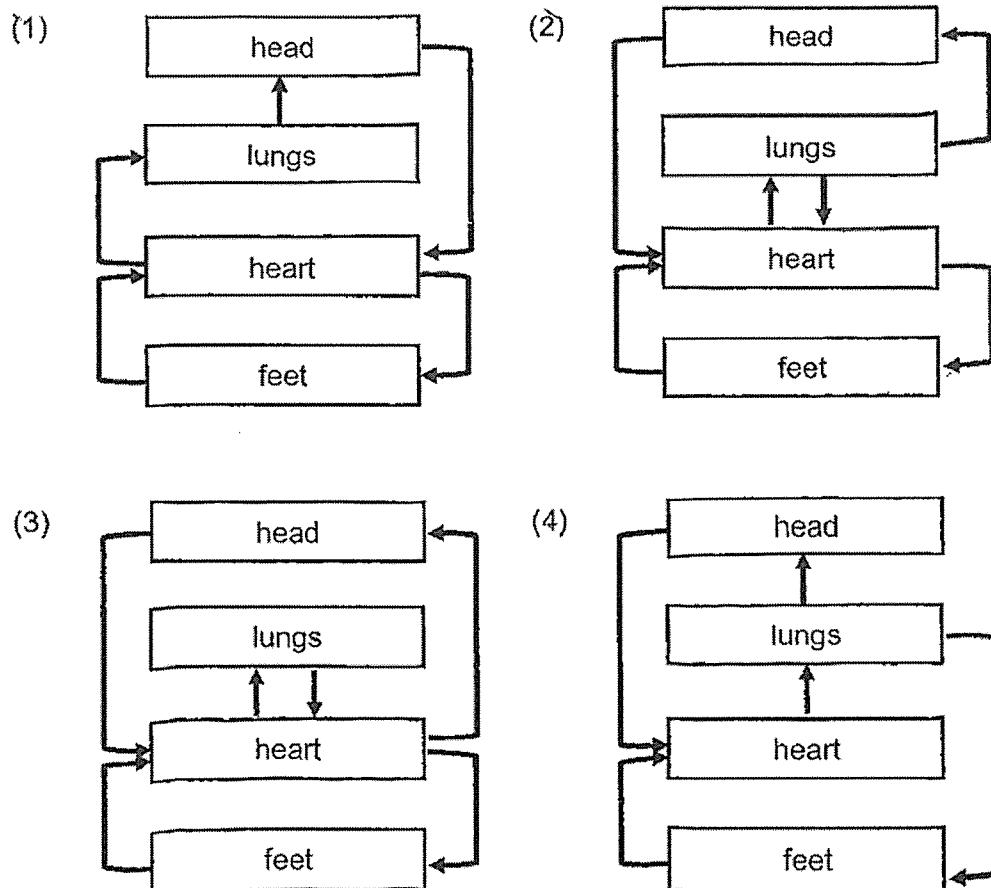 (1)
head
lungs
heart
feet
(2)
head
lungs
heart
feet
(3)
head
lungs
heart
feet
(4)
head
lungs
heart
feet